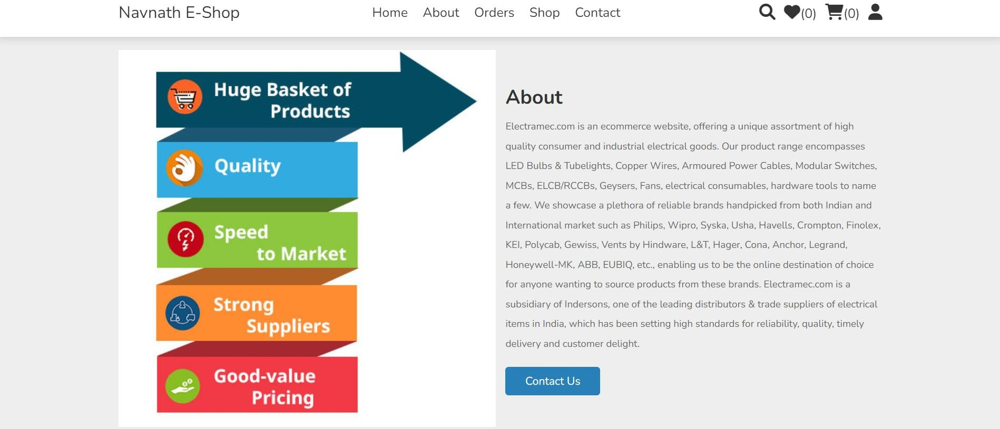 Navnath E-Shop
Home About Orders Shop Contact
(0) (0)
Huge Basket of
Products
Quality
Speed
to Market
Strong
Suppliers
Good-value
Pricing
About
Electramec.com is an ecommerce website, offering a unique assortment of high
quality consumer and industrial electrical goods. Our product range encompasses
LED Bulbs & Tubelights, Copper Wires, Armoured Power Cables, Modular Switches,
MCBs, ELCB/RCCBs, Geysers, Fans, electrical consumables, hardware tools to name
a few. We showcase a plethora of reliable brands handpicked from both Indian and
International market such as Philips, Wipro, Syska, Usha, Havells, Crompton, Finolex,
KEI, Polycab, Gewiss, Vents by Hindware, L&T, Hager, Cona, Anchor, Legrand,
Honeywell-MK, ABB, EUBIQ, etc., enabling us to be the online destination of choice
for anyone wanting to source products from these brands. Electramec.com is a
subsidiary of Indersons, one of the leading distributors & trade suppliers of electrical
items in India, which has been setting high standards for reliability, quality, timely
delivery and customer delight.
Contact Us